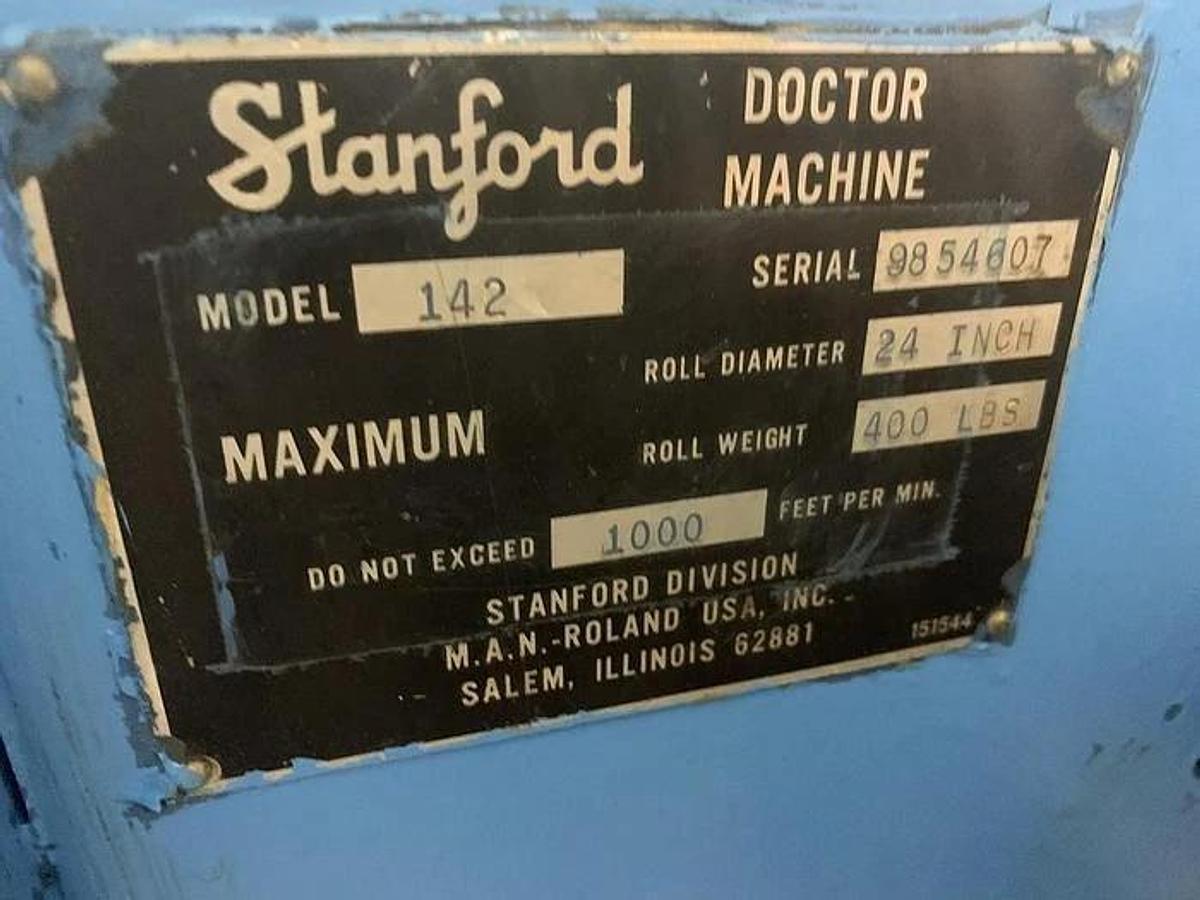 Stanford DOCTOR
MACHINE
MODEL 142 SERIAL 9854607
ROLL DIAMETER 24 INCH
MAXIMUM ROLL WEIGHT 400 LBS
DO NOT EXCEED 1000 FEET PER MIN.
STANFORD DIVISION
M.A.N.-ROLAND USA, INC.
SALEM, ILLINOIS 62881 151544